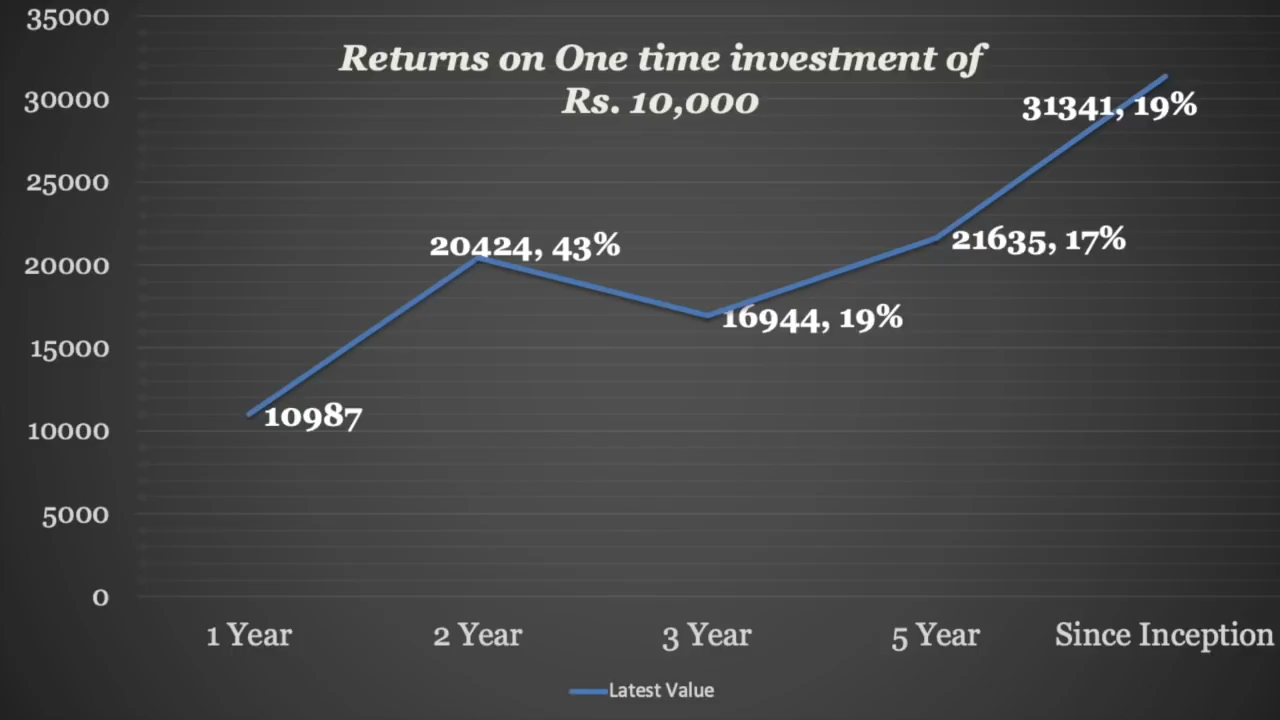 Returns on One time investment of
Rs. 10,000
35000
30000
25000
20000
15000
10000
5000
0
31341, 19%
20424, 43%
21635, 17%
16944, 19%
10987
1 Year
2 Year
3 Year
5 Year
Since Inception
Latest Value